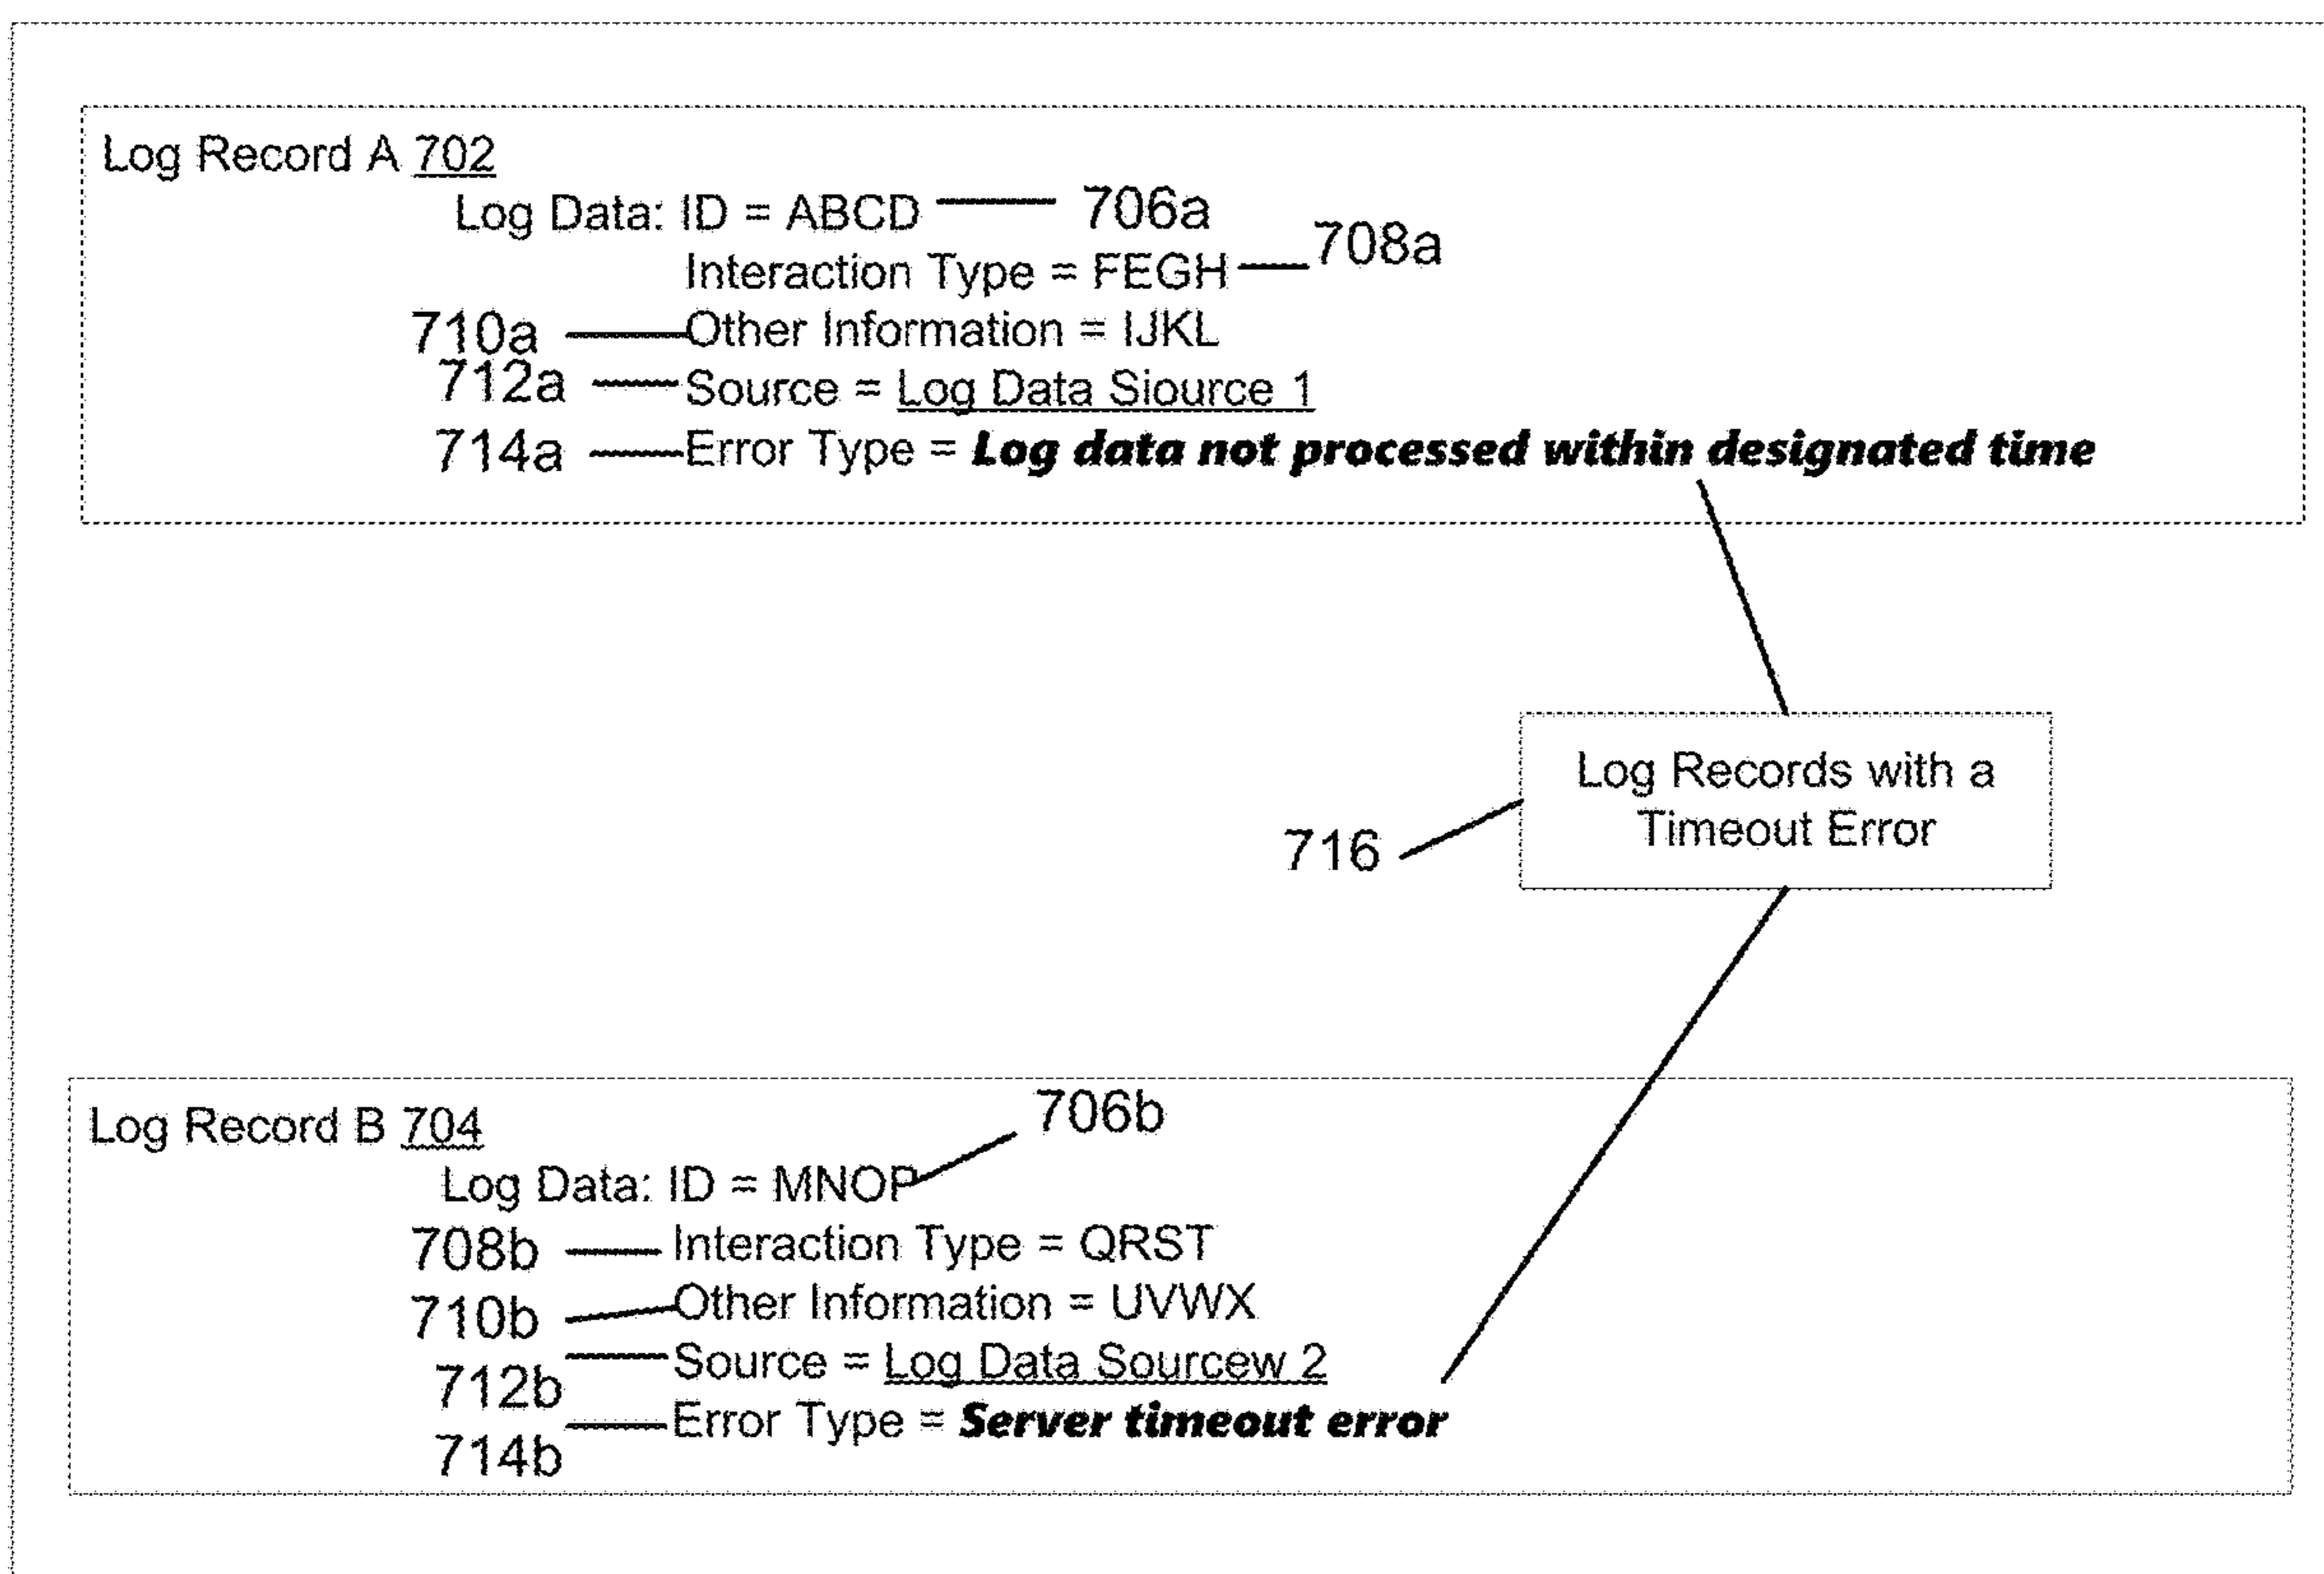 Log Record A 702
Log Data: ID = ABCD 706a
Interaction Type = FEGH 708a
710a Other Information = IJKL
712a Source = Log Data Siource 1
714a Error Type = Log data not processed within designated time
Log Records with a
Timeout Error
716
Log Record B 704
706b
Log Data: ID = MNOP
708b Interaction Type = QRST
710b Other Information = UVWX
712b Source = Log Data Sourcew 2
714b Error Type = Server timeout error